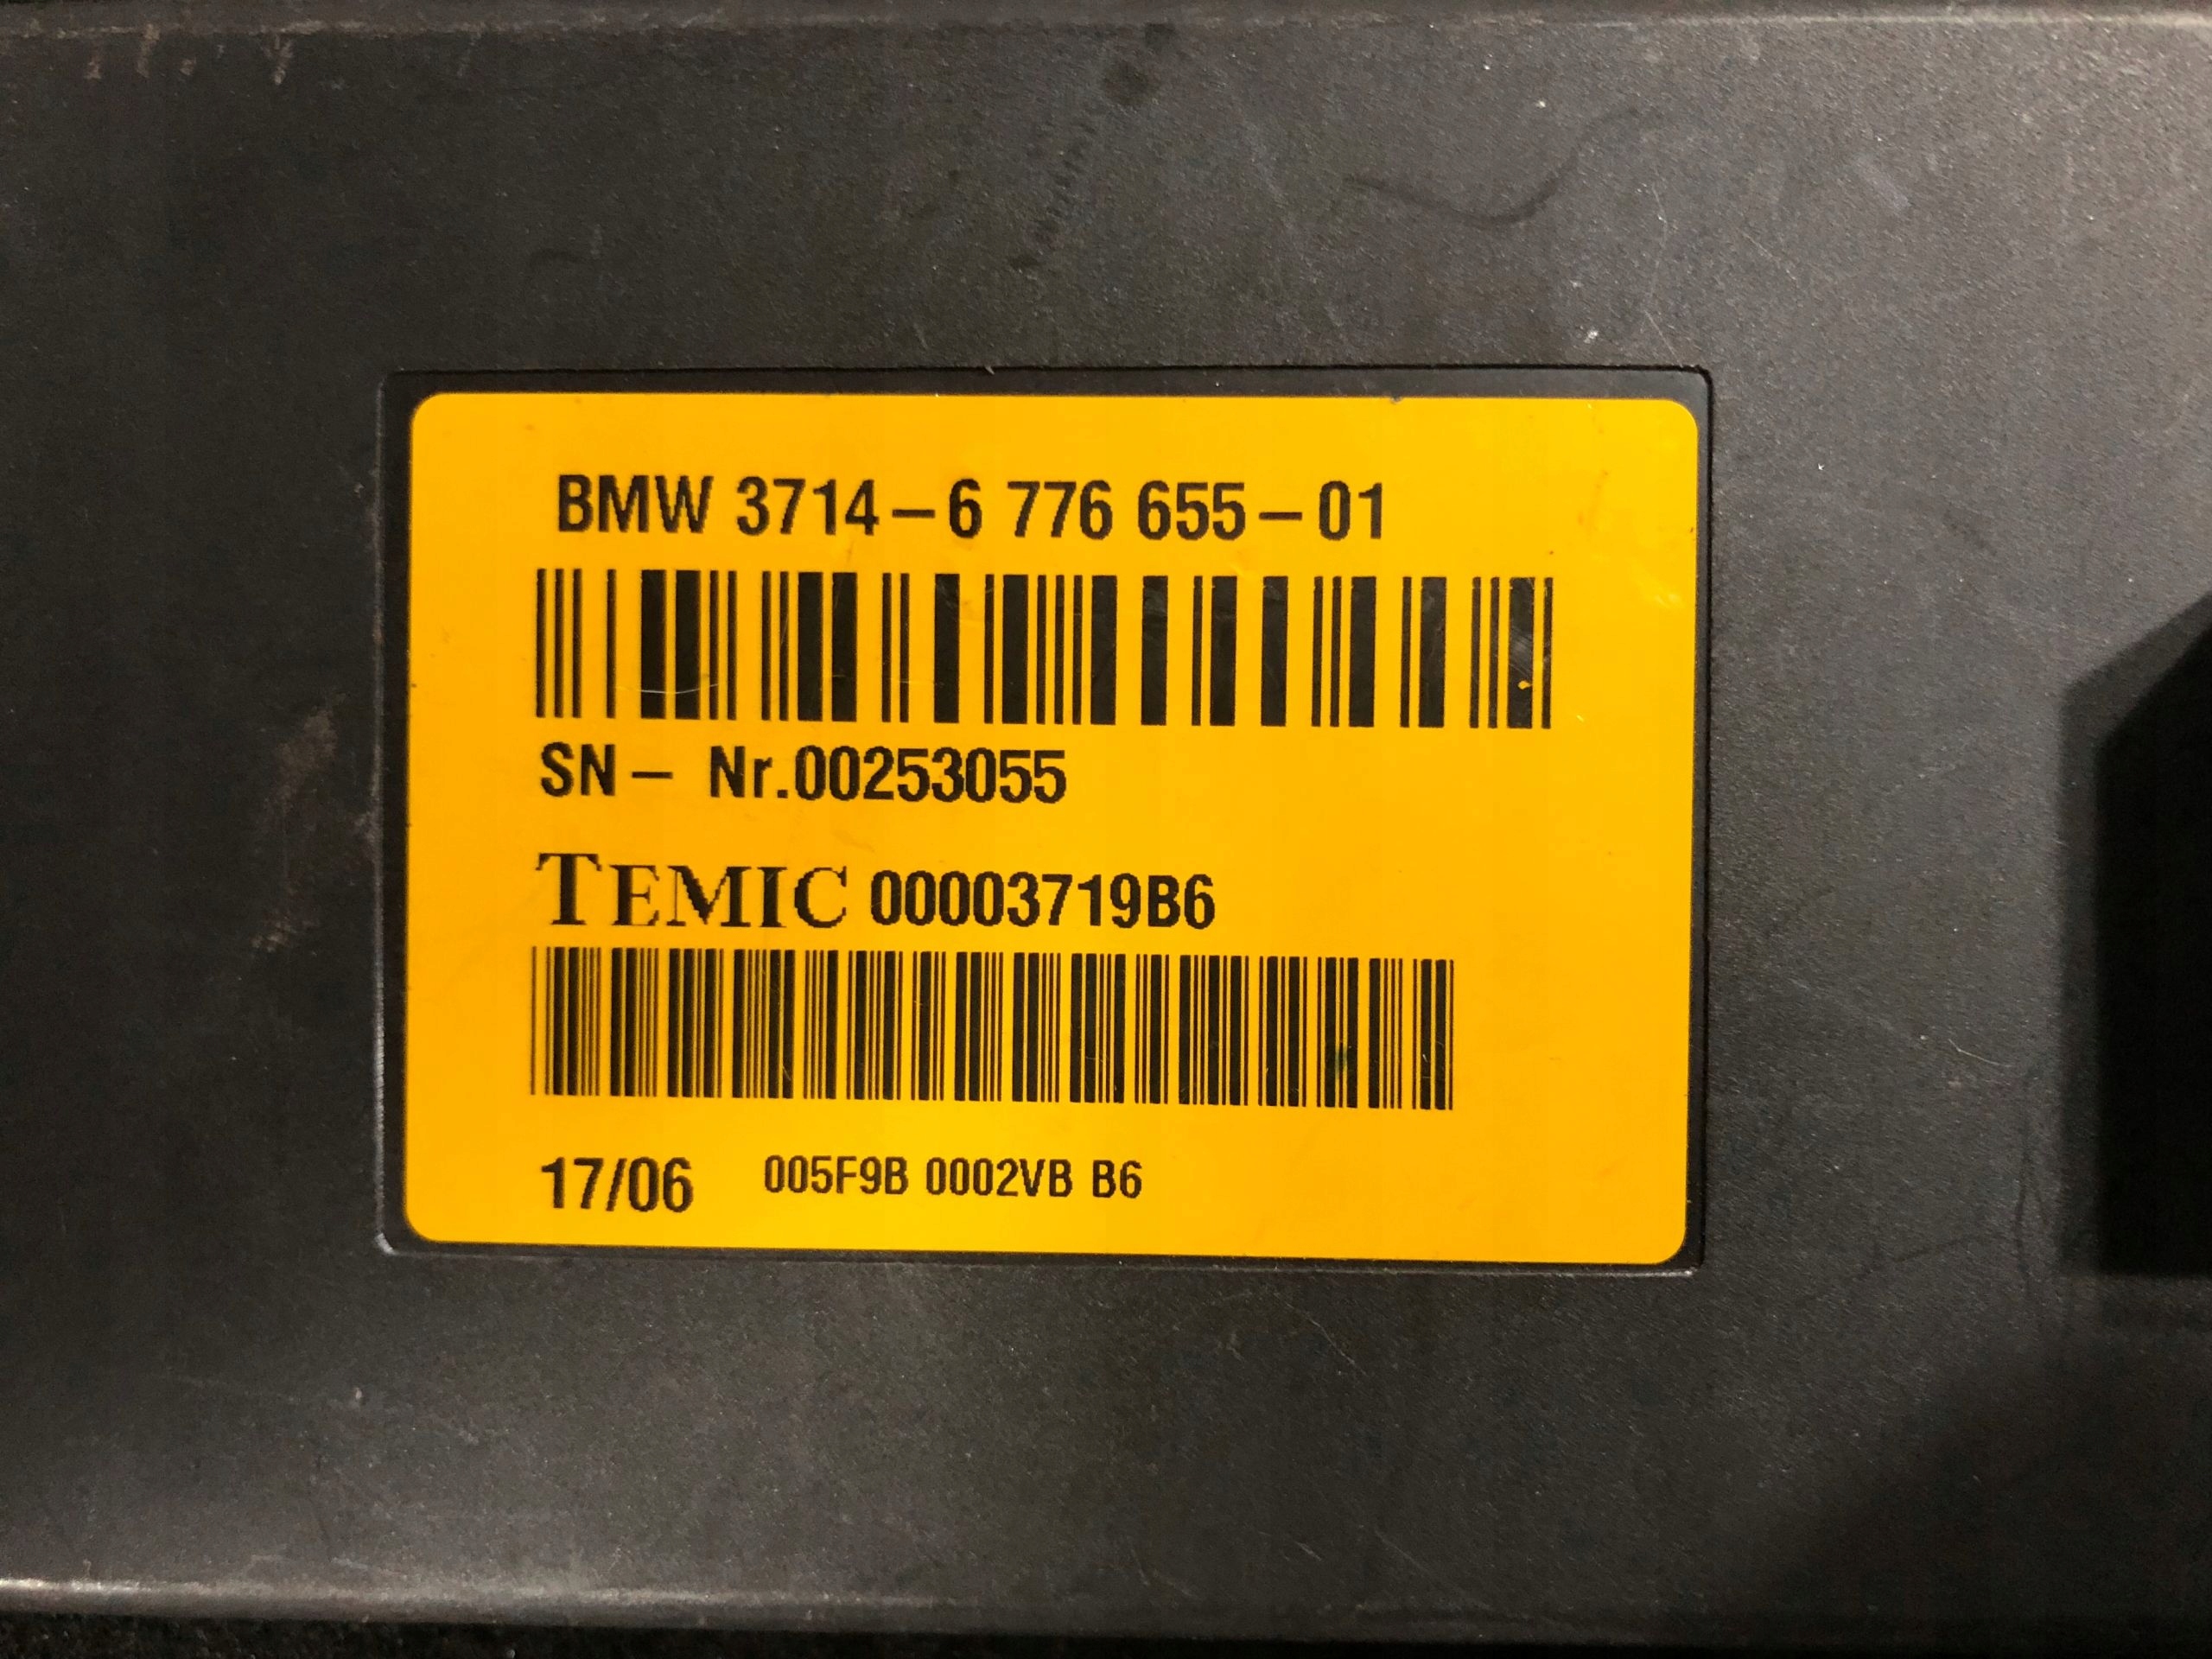 BMW 3714-6 776 655-01
SN- Nr.00253055
TEMIC 00003719B6
17/06 005F9B 0002VB B6